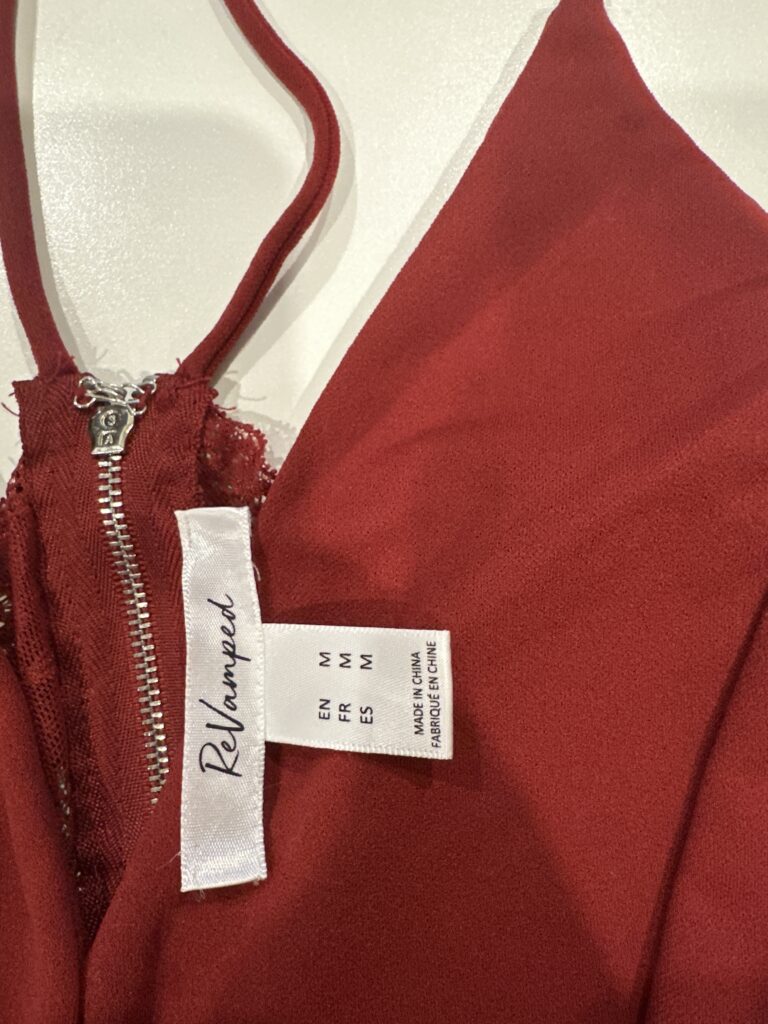 ReVamped
EN M
FR M
ES M
MADE IN CHINA
FABRIQUÉ EN CHINE